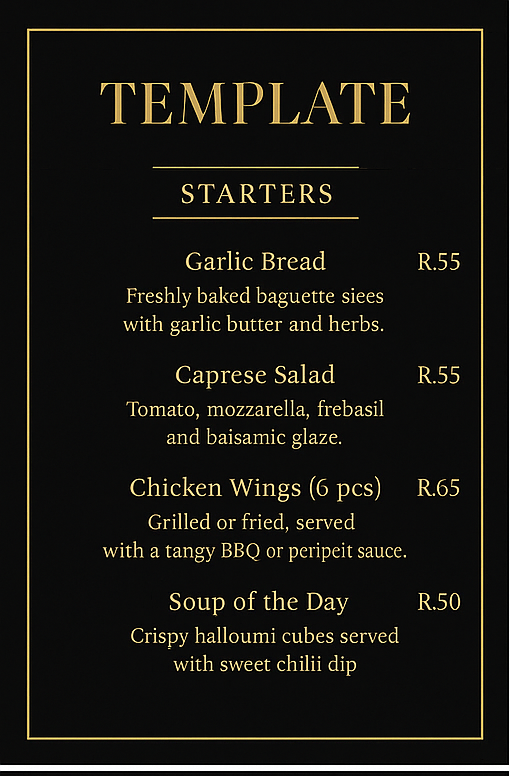 TEMPLATE
STARTERS
Garlic Bread R.55
Freshly baked baguette siees
with garlic butter and herbs.
Caprese Salad R.55
Tomato, mozzarella, frebasil
and baisamic glaze.
Chicken Wings (6 pcs) R.65
Grilled or fried, served
with a tangy BBQ or peripeit sauce.
Soup of the Day R.50
Crispy halloumi cubes served
with sweet chilii dip